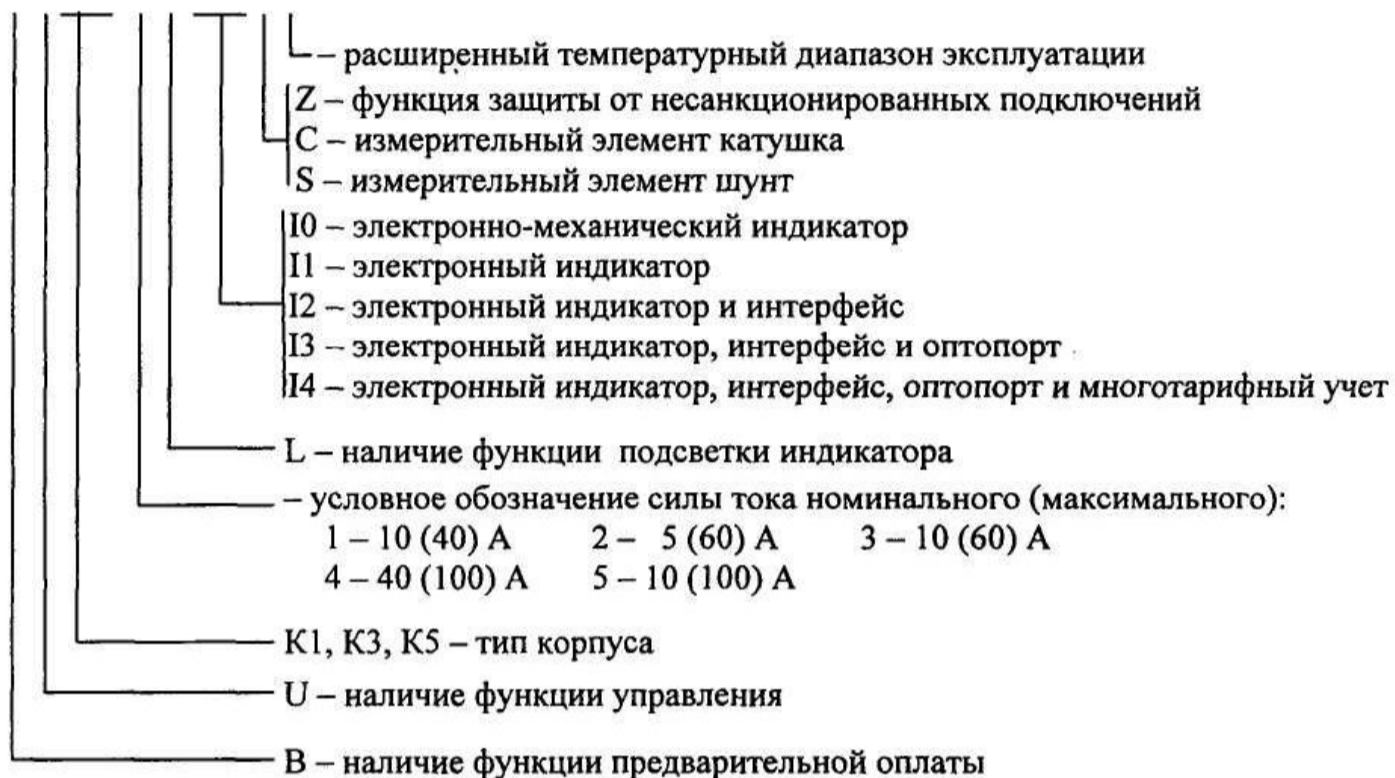 – расширенный температурный диапазон эксплуатации
Z – функция защиты от несанкционированных подключений
C – измерительный элемент катушка
S – измерительный элемент шунт
I0 – электронно-механический индикатор
I1 – электронный индикатор
I2 – электронный индикатор и интерфейс
I3 – электронный индикатор, интерфейс и оптопорт
I4 – электронный индикатор, интерфейс, оптопорт и многотарифный учет
L – наличие функции подсветки индикатора
– условное обозначение силы тока номинального (максимального):
1 – 10 (40) А 2 – 5 (60) А 3 – 10 (60) А
4 – 40 (100) А 5 – 10 (100) А
К1, К3, К5 – тип корпуса
U – наличие функции управления
В – наличие функции предварительной оплаты